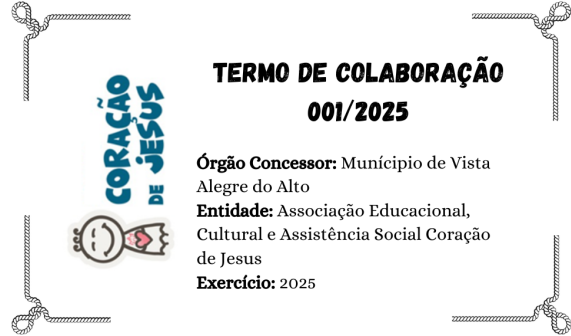 CORAÇÃO
DE JESUS
TERMO DE COLABORAÇÃO
001/2025
Órgão Concessor: Munícipio de Vista
Alegre do Alto
Entidade: Associação Educacional,
Cultural e Assistência Social Coração
de Jesus
Exercício: 2025